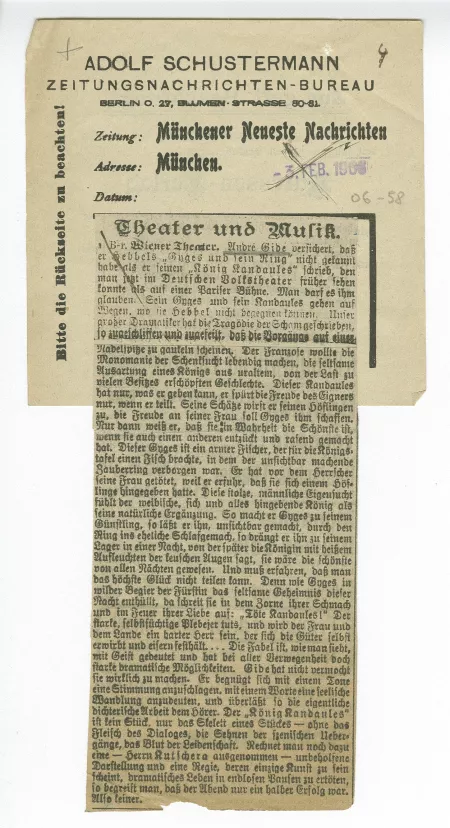 4
ADOLF SCHUSTERMANN
ZEITUNGSNACHRICHTEN-BUREAU
BERLIN O. 27, BLUMEN-STRASSE 80-81.
Bitte die Rückseite zu beachten!
Zeitung: Münchener Neueste Nachrichten
Adresse: München.
- 3. FEB. 1906
Datum:
06-58
Theater und Musik.
B-r. Wiener Theater. André Gide versichert, daß
er Hebbels „Gyges und sein Ring" nicht gekannt
habe als er seinen „König Kandaules" schrieb, den
man jetzt im Deutschen Volkstheater früher sehen
konnte als auf einer Pariser Bühne. Man darf es ihm
glauben. Sein Gyges und sein Kandaules gehen auf
Wegen, wo sie Hebbel nicht begegnen können. Unser
großer Dramatiker hat die Tragödie der Scham geschrieben,
so zugeschliffen und zugefeilt, daß die Vorgänge auf einer
Nadelspitze zu gaukeln scheinen. Der Franzose wollte die
Monomanie der Schenksucht lebendig machen, die seltsame
Ausartung eines Königs aus uraltem, von der Last zu
vielen Besitzes erschöpften Geschlechte. Dieser Kandaules
hat nur, was er geben kann, er spürt die Freude des Eigners
nur, wenn er teilt. Seine Schätze wirft er seinen Höflingen
zu, die Freude an seiner Frau soll Gyges ihm schaffen.
Nur dann weiß er, daß sie in Wahrheit die Schönste ist,
wenn sie auch einen anderen entzückt und rasend gemacht
hat. Dieser Gyges ist ein armer Fischer, der für die Königs-
tafel einen Fisch brachte, in dem der unsichtbar machende
Zauberring verborgen war. Er hat vor dem Herrscher
seine Frau getötet, weil er erfuhr, daß sie sich einem Höf-
lings hingegeben hatte. Diese stolze, männliche Eigensucht
fühlt der weibische, sich und alles hingebende König als
seine natürliche Ergänzung. So macht er Gyges zu seinem
Günstling, so läßt er ihn, unsichtbar gemacht, durch den
Ring ins eheliche Schlafgemach, so drängt er ihn zu seinem
Lager in einer Nacht, von der später die Königin mit heißem
Aufleuchten der keuschen Augen sagt, sie wäre die schönste
von allen Nächten gewesen. Und muß erfahren, daß man
das höchste Glück nicht teilen kann. Denn wie Gyges in
wilder Begier der Fürstin das seltsame Geheimnis dieser
Nacht enthüllt, da schreit sie in dem Zorne ihrer Schmach
und im Feuer ihrer Liebe auf: „Töte Kandaules!" Der
starke, selbstsüchtige Plebejer tuts, und wird der Frau und
dem Lande ein harter Herr sein, der sich die Güter selbst
erwirbt und eisern festhält.... Die Fabel ist, wie man sieht,
mit Geist gedeutet und hat bei aller Verwegenheit doch
starke dramatische Möglichkeiten. Gide hat nicht vermocht
sie wirklich zu machen. Er begnügt sich mit einem Tone
eine Stimmung anzuschlagen, mit einem Worte eine seelische
Wandlung anzudeuten, und überläßt so die eigentliche
dichterische Arbeit dem Hörer. Der „König Kandaules"
ist kein Stück, nur das Skelett eines Stückes — ohne das
Fleisch des Dialoges, die Sehnen der szenischen Ueber-
gänge, das Blut der Leidenschaft. Rechnet man noch dazu
eine — Herrn Kutschera ausgenommen — unbeholfene
Darstellung und eine Regie, deren einzige Kunst zu sein
scheint, dramatisches Leben in endlosen Pausen zu ertöten,
so begreift man, daß der Abend nur ein halber Erfolg war.
Also keiner.